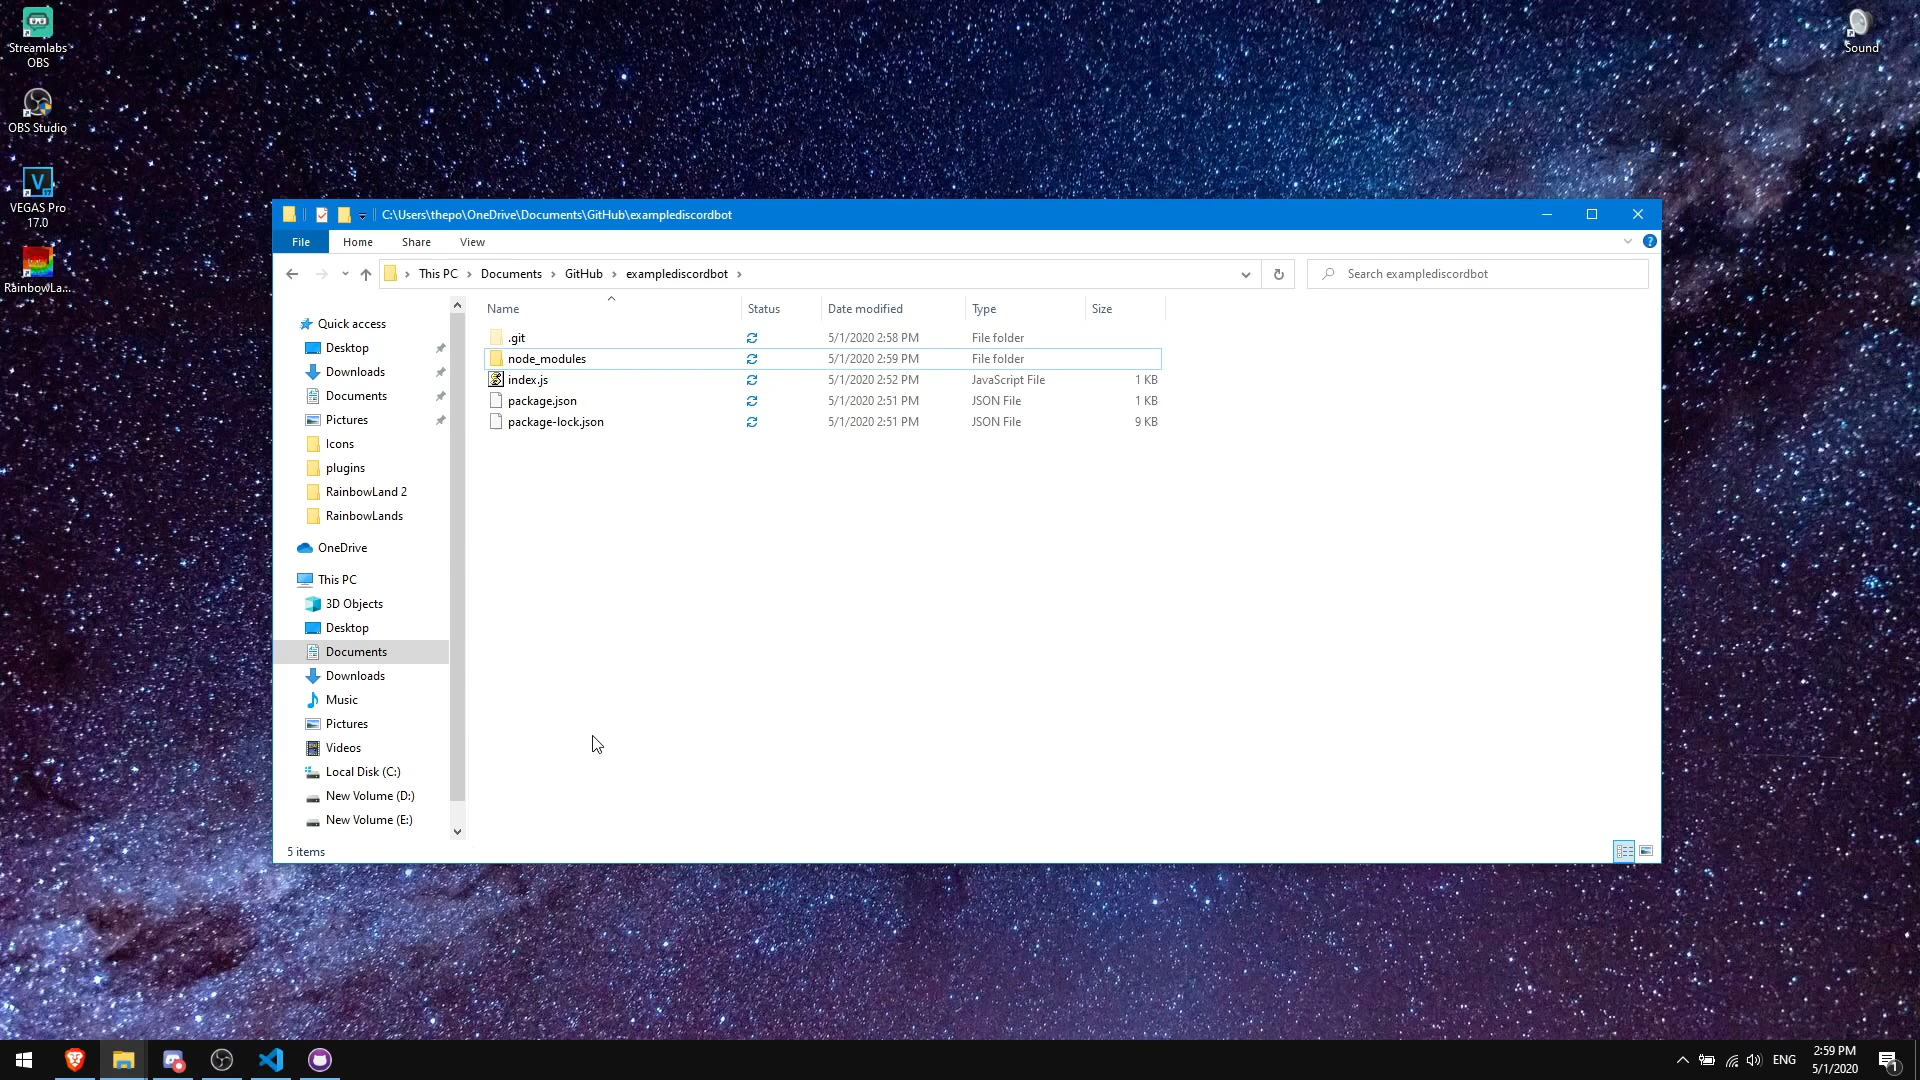 Streamlabs
OBS
OBS Studio
VEGAS Pro
17.0
RainbowLa...
Sound
C:\Users\thepo\OneDrive\Documents\GitHub\examplediscordbot
File Home Share View
This PC Documents GitHub examplediscordbot
Search examplediscordbot
Name Status Date modified Type Size
.git 5/1/2020 2:58 PM File folder
node_modules 5/1/2020 2:59 PM File folder
index.js 5/1/2020 2:52 PM JavaScript File 1 KB
package.json 5/1/2020 2:51 PM JSON File 1 KB
package-lock.json 5/1/2020 2:51 PM JSON File 9 KB
Quick access
Desktop
Downloads
Documents
Pictures
Icons
plugins
RainbowLand 2
RainbowLands
OneDrive
This PC
3D Objects
Desktop
Documents
Downloads
Music
Pictures
Videos
Local Disk (C:)
New Volume (D:)
New Volume (E:)
5 items
ENG
2:59 PM
5/1/2020
1